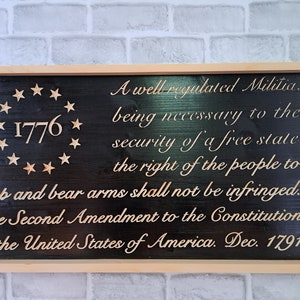 1776
A well regulated Militia.
being necessary to the
security of a free state
the right of the people to
p and bear arms shall not be infringed.
e Second Amendment to the Constitution
the United States of America. Dec. 1791